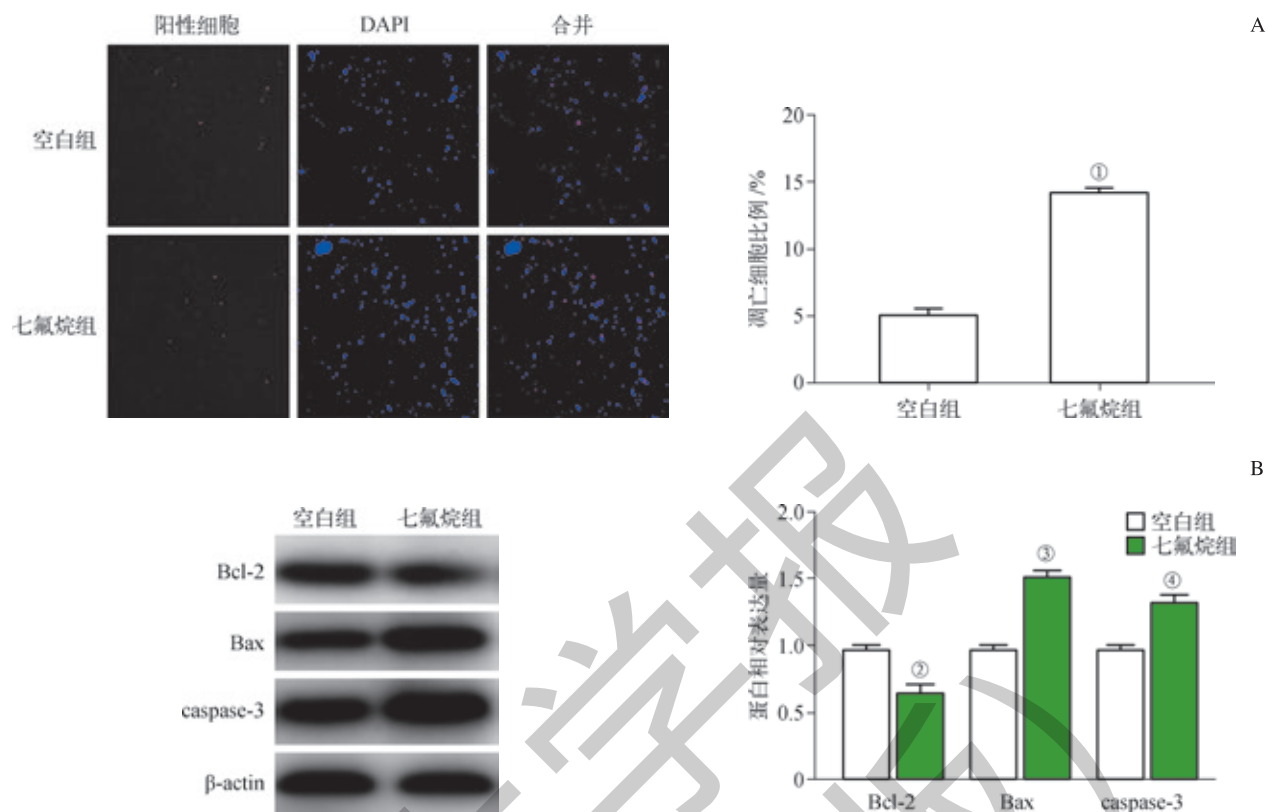 阳性细胞 DAPI 合并
A
空白组
七氟烷组
凋亡细胞比例/%
20
15
10
5
0
①
空白组 七氟烷组
B
空白组 七氟烷组
Bcl-2
Bax
caspase-3
β-actin
蛋白相对表达量
2.0
1.5
1.0
0.5
0
空白组
七氟烷组
②
③
④
Bcl-2 Bax caspase-3
学报